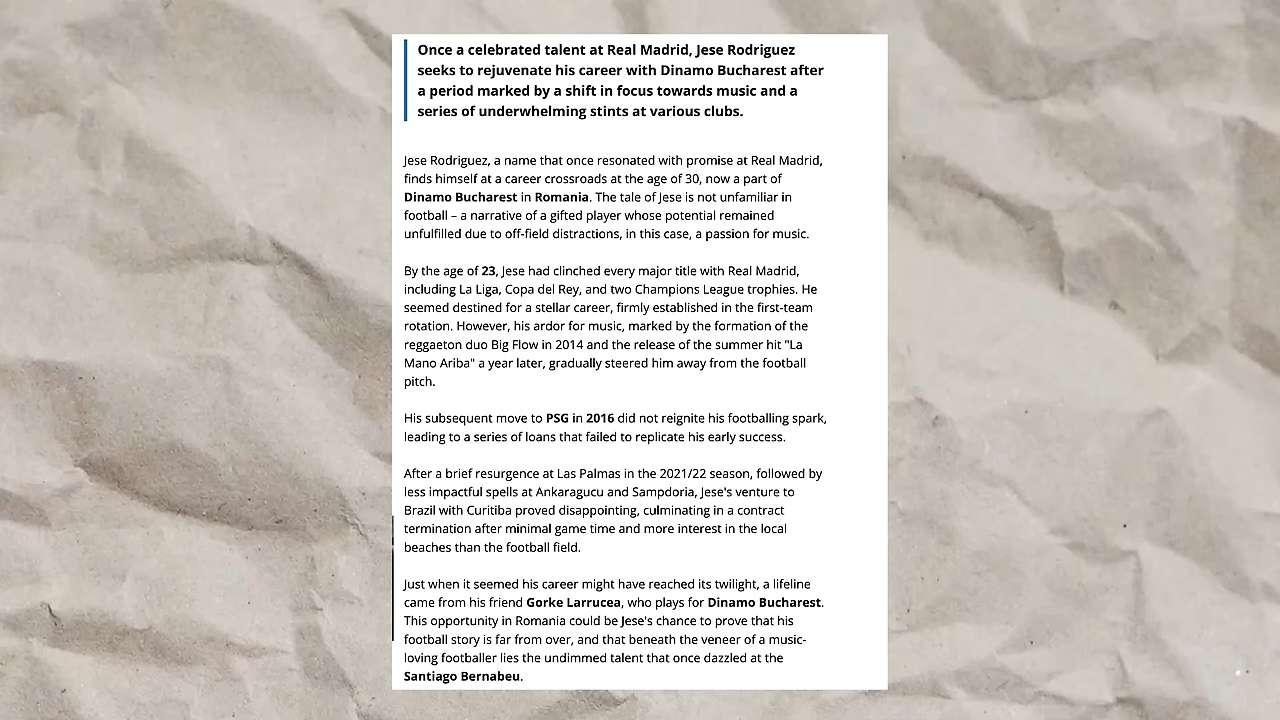 Once a celebrated talent at Real Madrid, Jese Rodriguez
seeks to rejuvenate his career with Dinamo Bucharest after
a period marked by a shift in focus towards music and a
series of underwhelming stints at various clubs.
Jese Rodriguez, a name that once resonated with promise at Real Madrid,
finds himself at a career crossroads at the age of 30, now a part of
Dinamo Bucharest in Romania. The tale of Jese is not unfamiliar in
football – a narrative of a gifted player whose potential remained
unfulfilled due to off-field distractions, in this case, a passion for music.
By the age of 23, Jese had clinched every major title with Real Madrid,
including La Liga, Copa del Rey, and two Champions League trophies. He
seemed destined for a stellar career, firmly established in the first-team
rotation. However, his ardor for music, marked by the formation of the
reggaeton duo Big Flow in 2014 and the release of the summer hit "La
Mano Ariba" a year later, gradually steered him away from the football
pitch.
His subsequent move to PSG in 2016 did not reignite his footballing spark,
leading to a series of loans that failed to replicate his early success.
After a brief resurgence at Las Palmas in the 2021/22 season, followed by
less impactful spells at Ankaragucu and Sampdoria, Jese's venture to
Brazil with Curitiba proved disappointing, culminating in a contract
termination after minimal game time and more interest in the local
beaches than the football field.
Just when it seemed his career might have reached its twilight, a lifeline
came from his friend Gorke Larrucea, who plays for Dinamo Bucharest.
This opportunity in Romania could be Jese's chance to prove that his
football story is far from over, and that beneath the veneer of a music-
loving footballer lies the undimmed talent that once dazzled at the
Santiago Bernabeu.